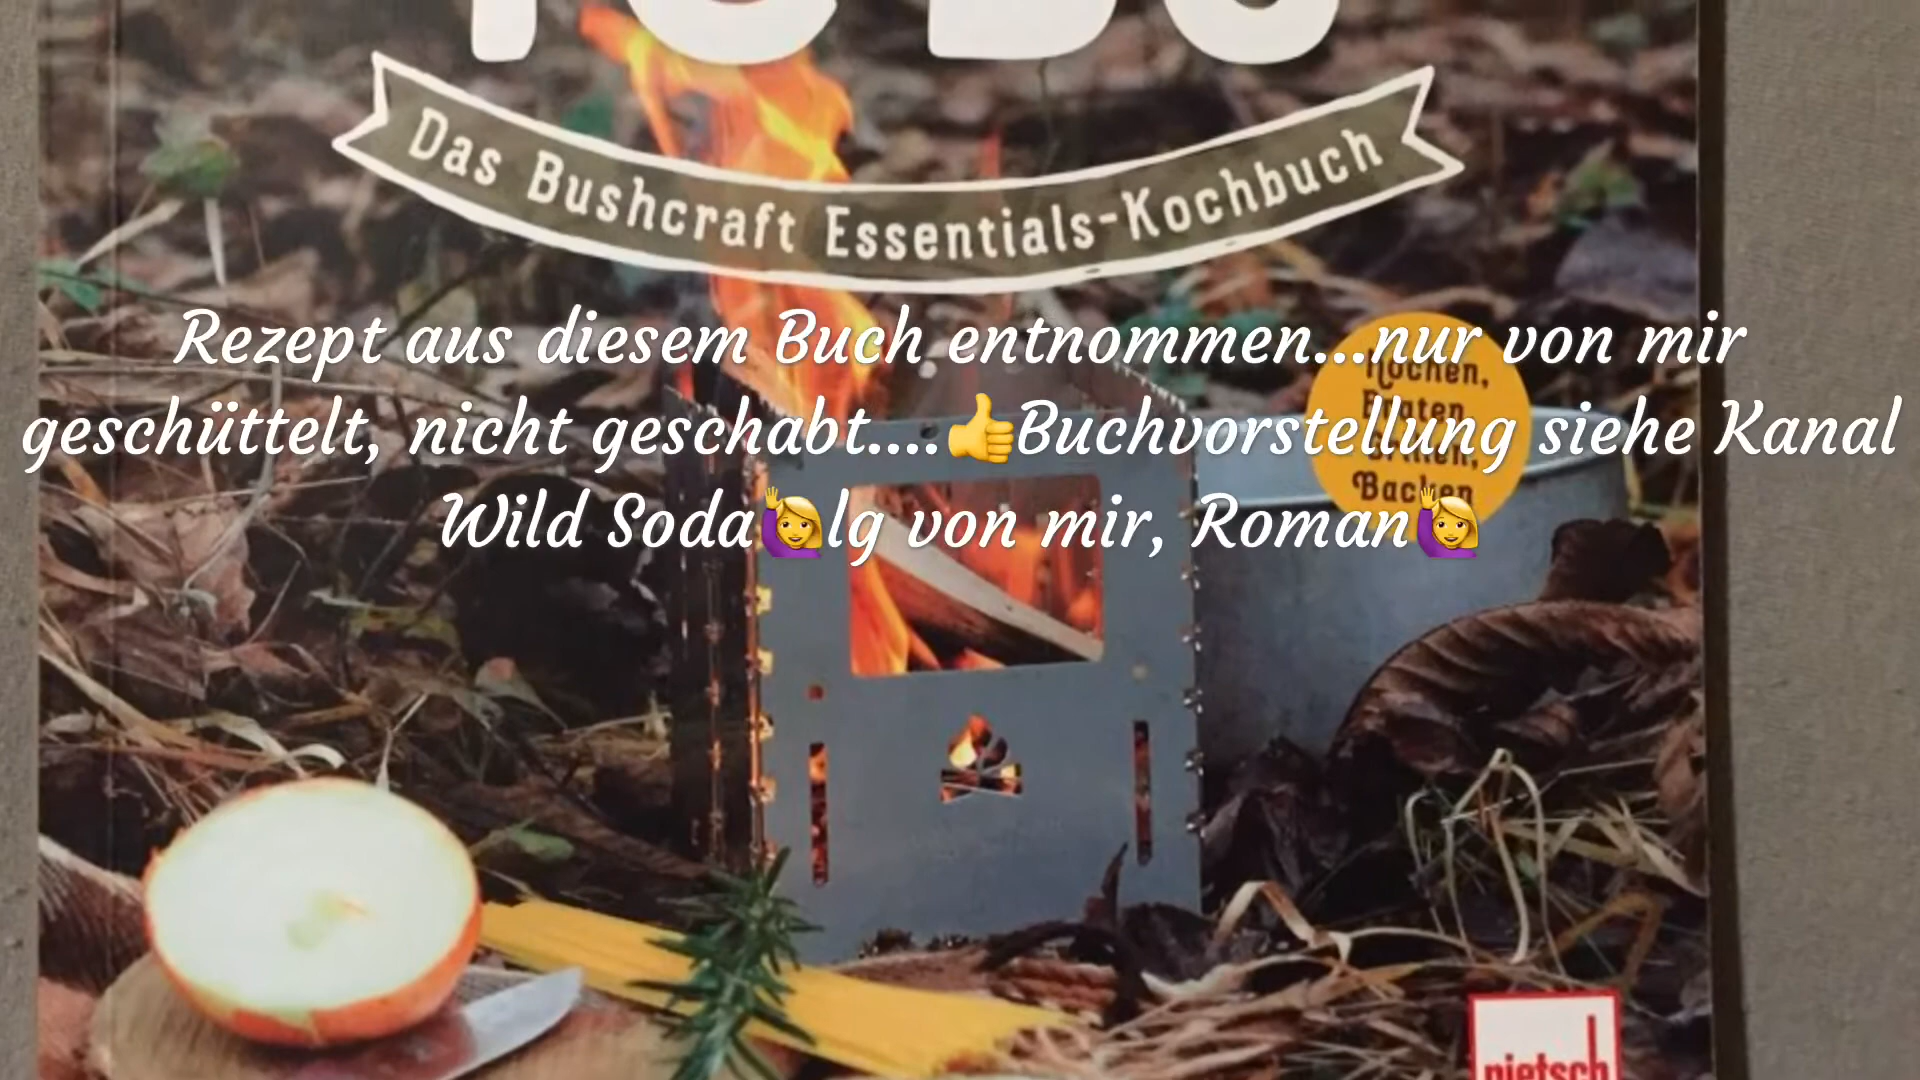 Das Bushcraft Essentials-Kochbuch
Rezept aus diesem Buch entnommen...nur von mir
geschüttelt, nicht geschabt....👍Buchvorstellung siehe Kanal
Wild Soda🙋‍♀️lg von mir, Roman🙋‍♀️
Kochen,
Braten,
Backen
pietsch